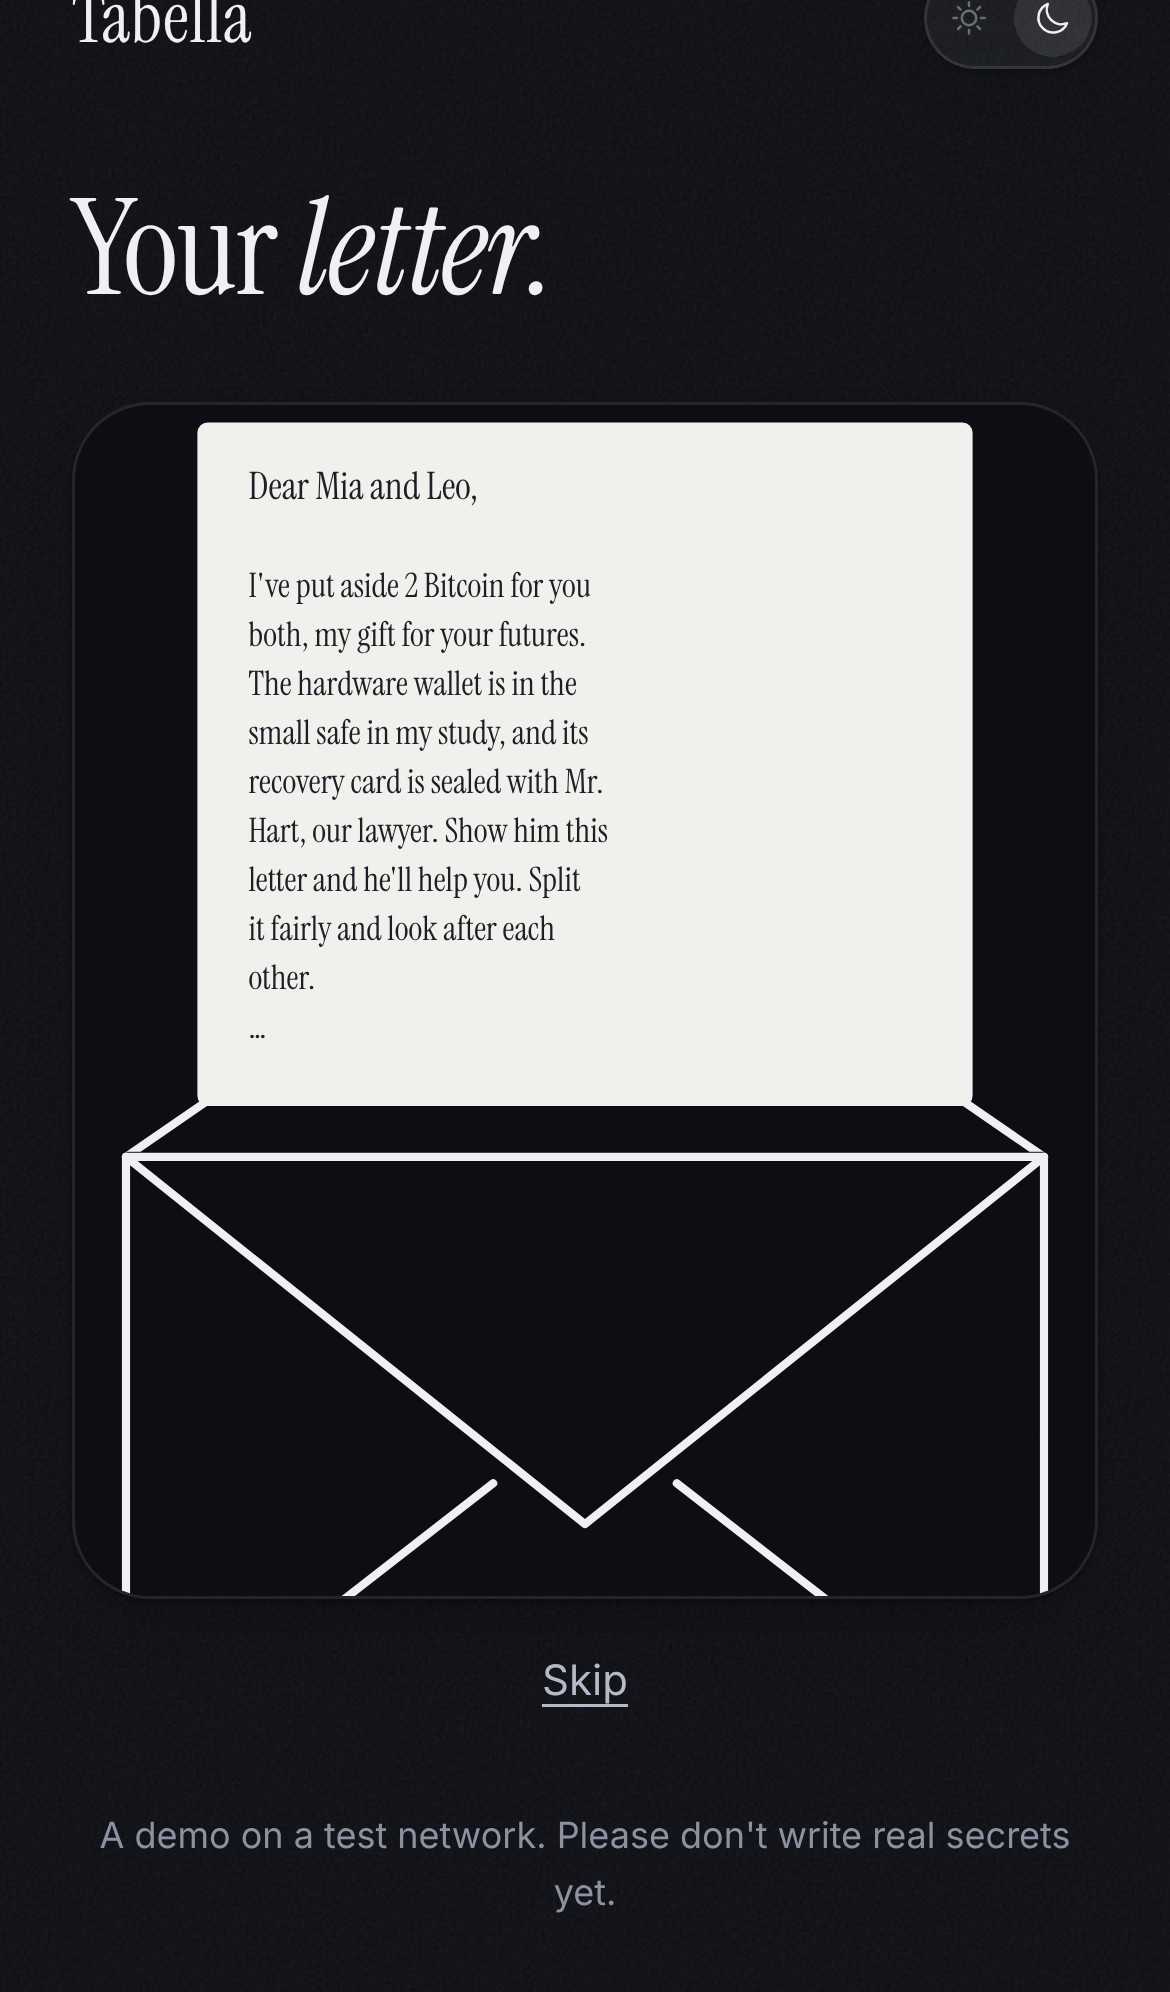 Tabella
Your letter.
Dear Mia and Leo,
I've put aside 2 Bitcoin for you
both, my gift for your futures.
The hardware wallet is in the
small safe in my study, and its
recovery card is sealed with Mr.
Hart, our lawyer. Show him this
letter and he'll help you. Split
it fairly and look after each
other.
...
Skip
A demo on a test network. Please don't write real secrets
yet.